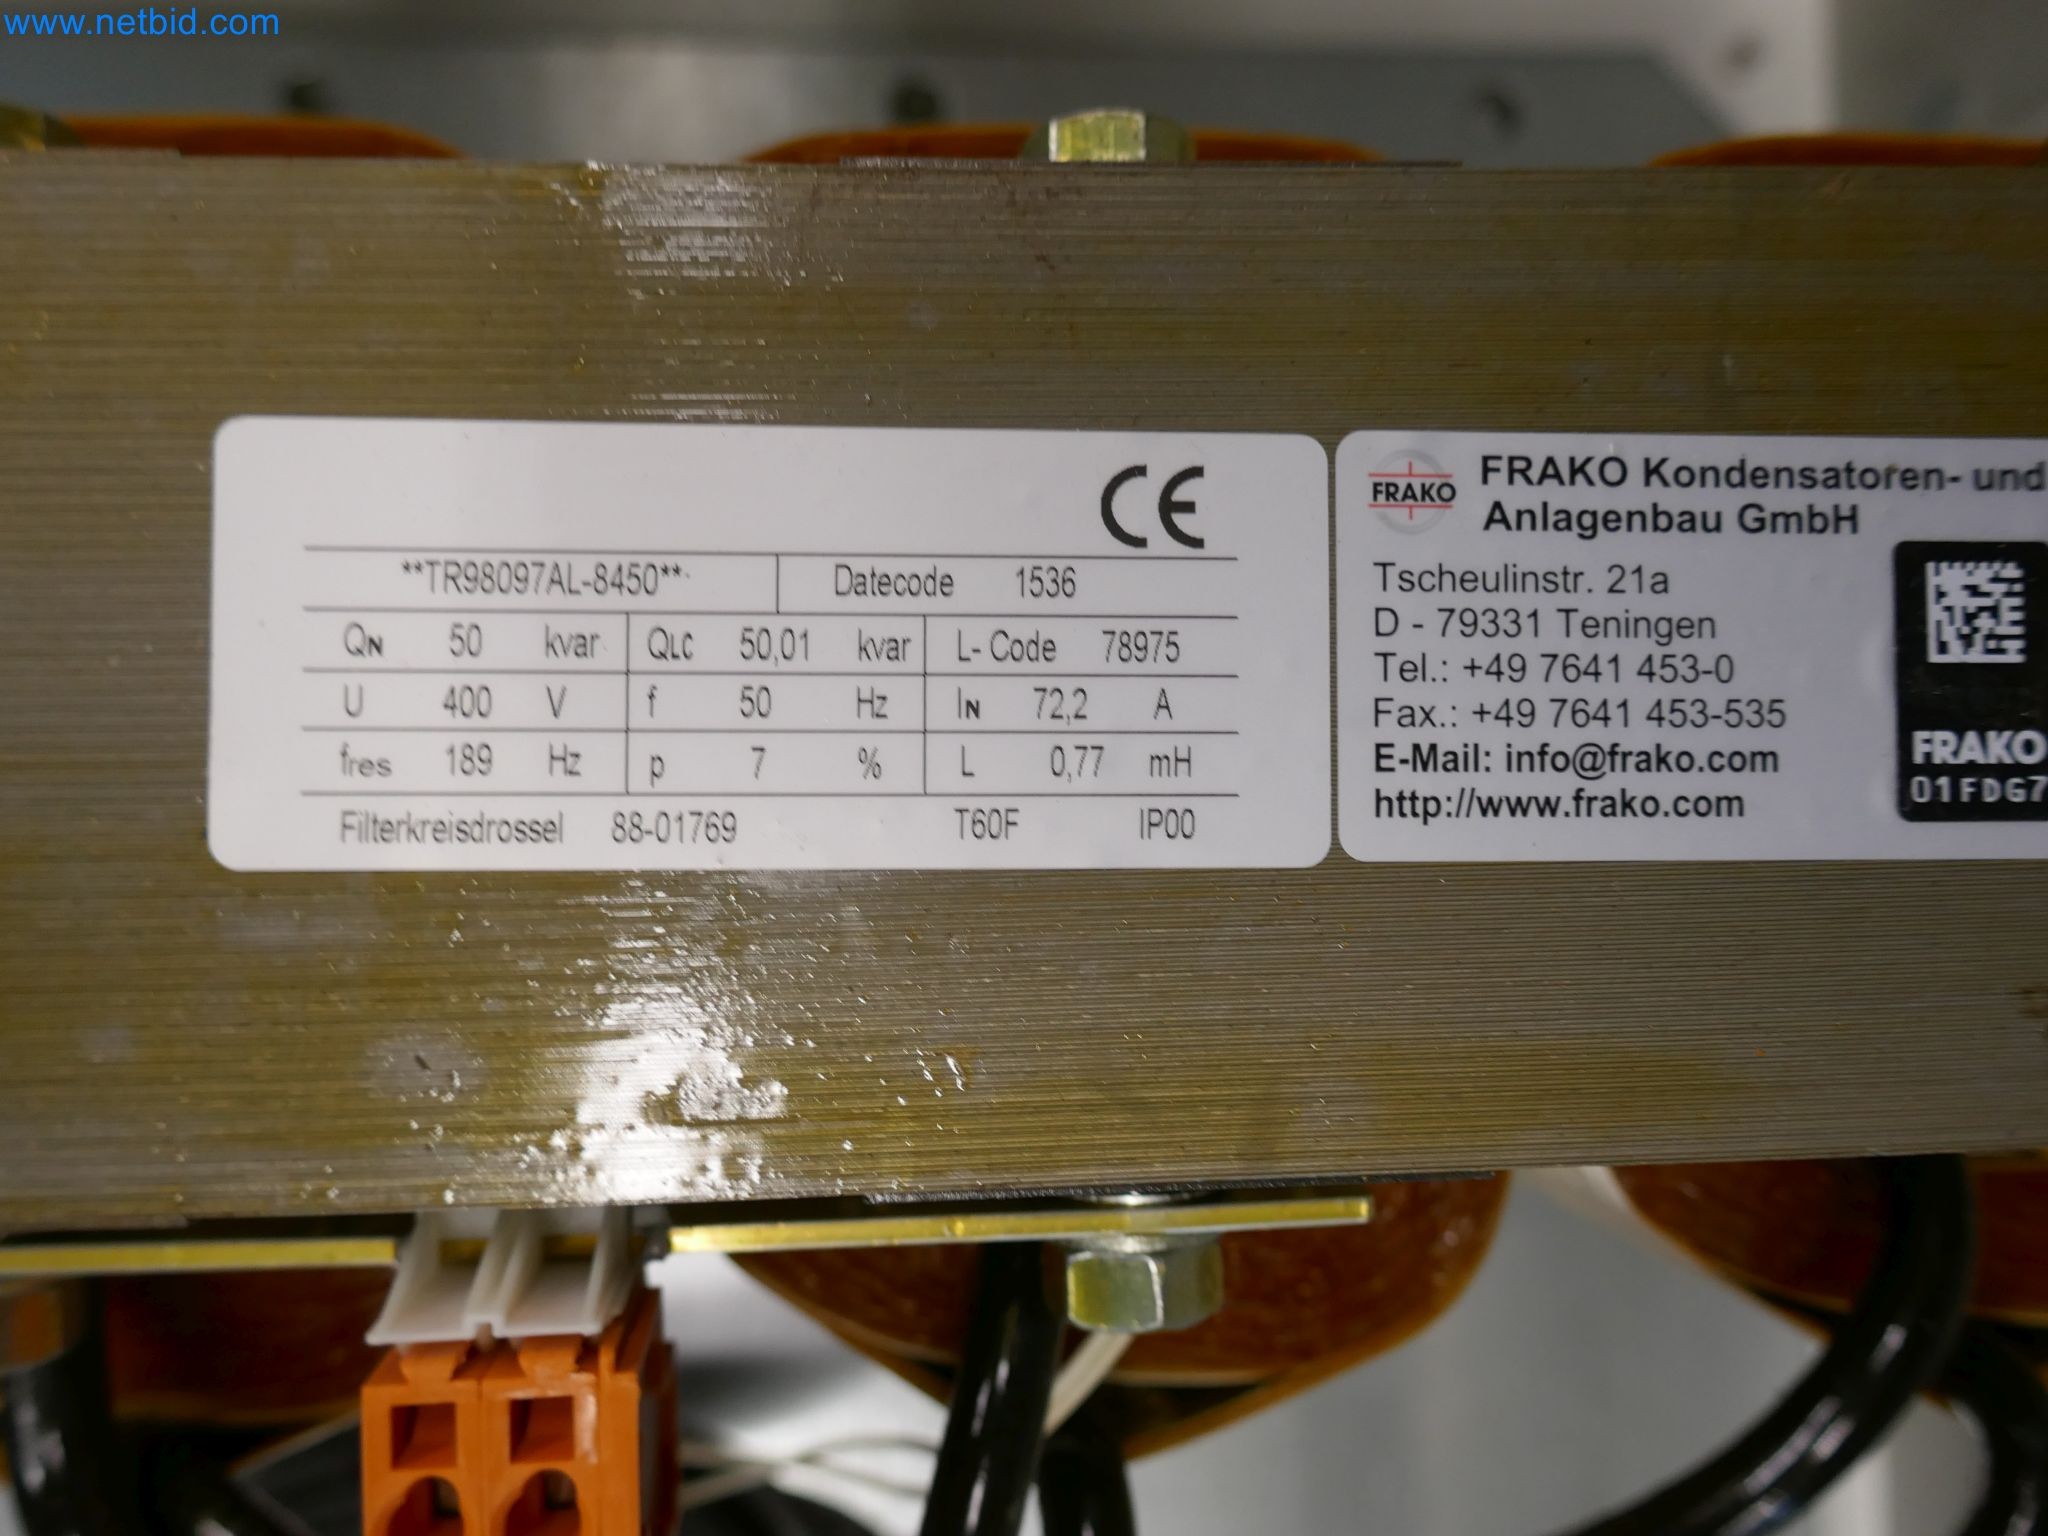 www.netbid.com
CE
**TR98097AL-8450** Datecode 1536
QN 50 kvar QLC 50,01 kvar L- Code 78975
U 400 V f 50 Hz IN 72,2 A
fres 189 Hz p 7 % L 0,77 mH
Filterkreisdrossel 88-01769 T60F IP00
FRAKO
FRAKO Kondensatoren- und
Anlagenbau GmbH
Tscheulinstr. 21a
D - 79331 Teningen
Tel.: +49 7641 453-0
Fax.: +49 7641 453-535
E-Mail: info@frako.com
http://www.frako.com
FRAKO
01FDG7